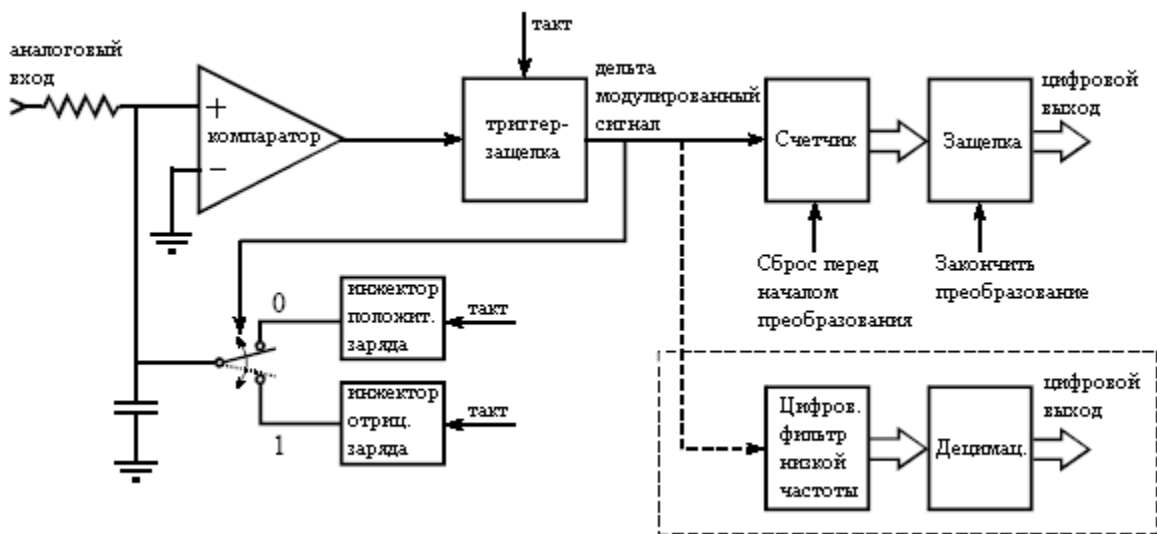 такт
аналоговый
вход
+
компаратор
−
триггер-
защелка
дельта
модулированный
сигнал
Счетчик
Защелка
цифровой
выход
Сброс перед
началом
преобразования
Закончить
преобразование
0
инжектор
положит.
заряда
такт
1
инжектор
отриц.
заряда
такт
Цифров.
фильтр
низкой
частоты
Децимац.
цифровой
выход